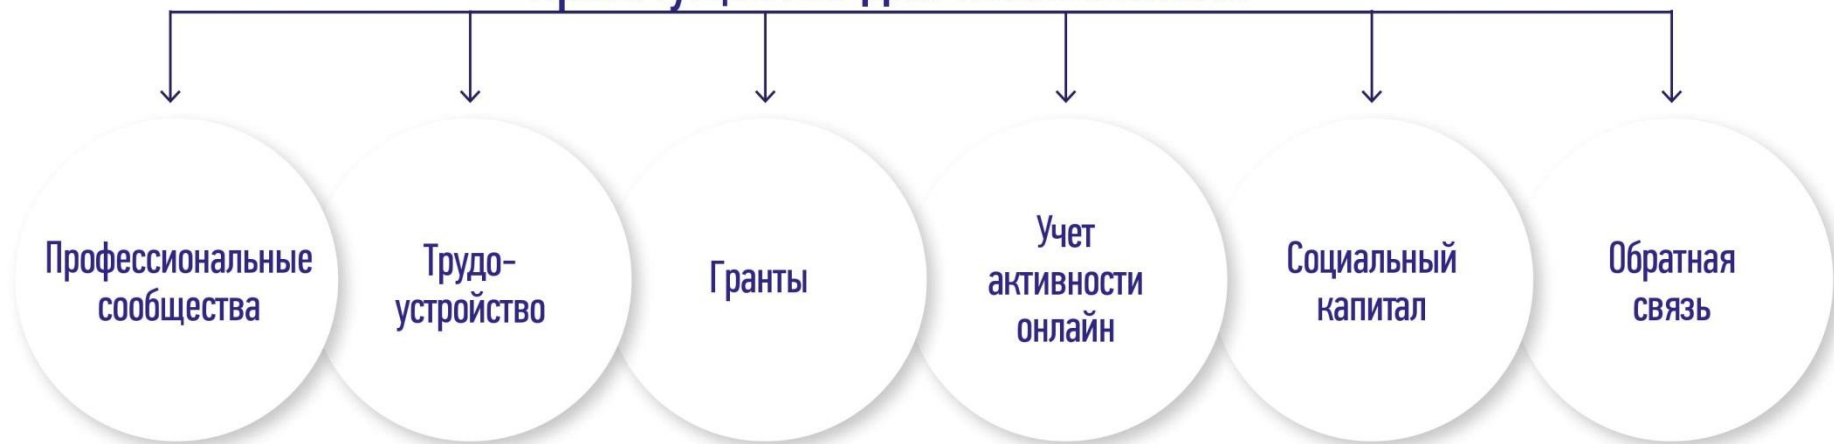 Профессиональные
сообщества
Трудо-
устройство
Гранты
Учет
активности
онлайн
Социальный
капитал
Обратная
связь